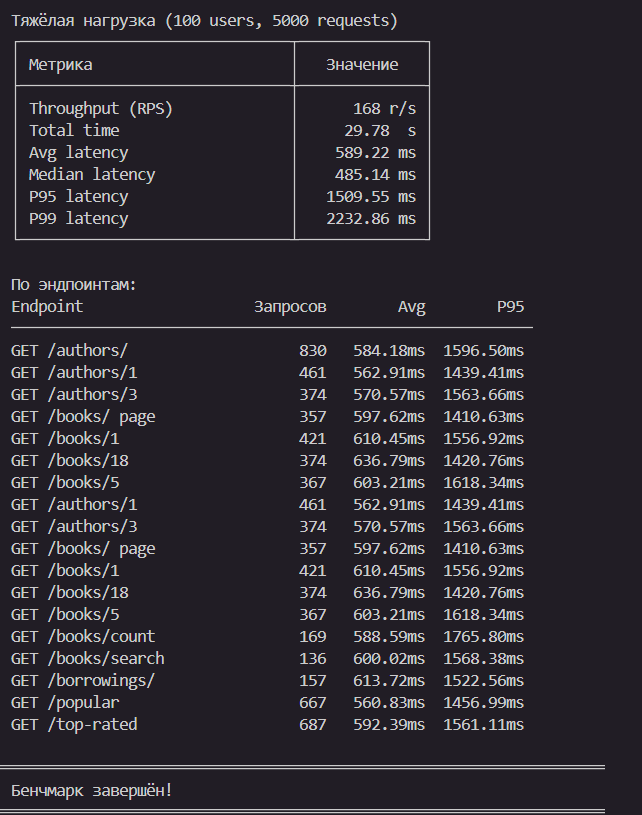 Тяжёлая нагрузка (100 users, 5000 requests)
Метрика Значение
Throughput (RPS) 168 r/s
Total time 29.78 s
Avg latency 589.22 ms
Median latency 485.14 ms
P95 latency 1509.55 ms
P99 latency 2232.86 ms
По эндпоинтам:
Endpoint Запросов Avg P95
GET /authors/ 830 584.18ms 1596.50ms
GET /authors/1 461 562.91ms 1439.41ms
GET /authors/3 374 570.57ms 1563.66ms
GET /books/ page 357 597.62ms 1410.63ms
GET /books/1 421 610.45ms 1556.92ms
GET /books/18 374 636.79ms 1420.76ms
GET /books/5 367 603.21ms 1618.34ms
GET /authors/1 461 562.91ms 1439.41ms
GET /authors/3 374 570.57ms 1563.66ms
GET /books/ page 357 597.62ms 1410.63ms
GET /books/1 421 610.45ms 1556.92ms
GET /books/18 374 636.79ms 1420.76ms
GET /books/5 367 603.21ms 1618.34ms
GET /books/count 169 588.59ms 1765.80ms
GET /books/search 136 600.02ms 1568.38ms
GET /borrowings/ 157 613.72ms 1522.56ms
GET /popular 667 560.83ms 1456.99ms
GET /top-rated 687 592.39ms 1561.11ms
Бенчмарк завершён!